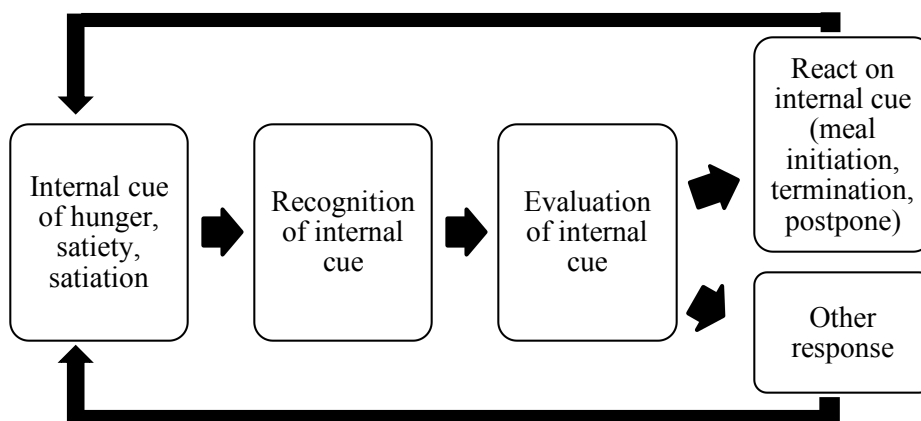 Internal cue
of hunger,
satiety,
satiation
Recognition
of internal
cue
Evaluation
of internal
cue
React on
internal cue
(meal
initiation,
termination,
postpone)
Other
response